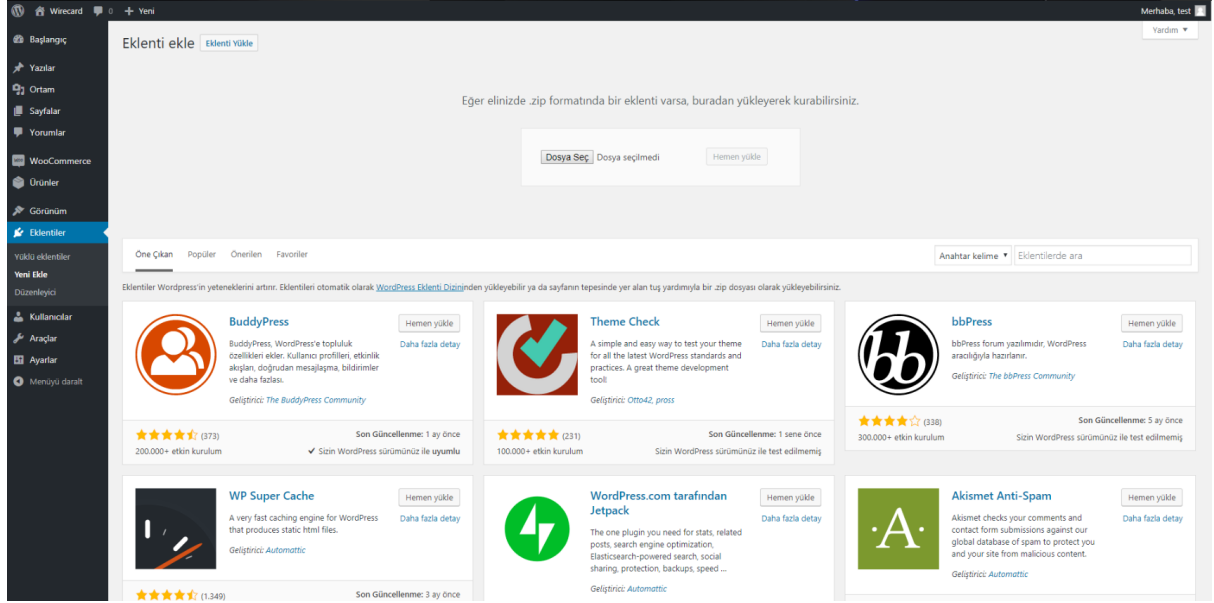 Wirecard 0 + Yeni
Merhaba, test
Başlangıç
Yazılar
Ortam
Sayfalar
Yorumlar
WooCommerce
Ürünler
Görünüm
Eklentiler
Yüklü eklentiler
Yeni Ekle
Düzenleyici
Kullanıcılar
Araçlar
Ayarlar
Menüyü daralt
Yardım
Eklenti ekle Eklenti Yükle
Eğer elinizde .zip formatında bir eklenti varsa, buradan yükleyerek kurabilirsiniz.
Dosya Seç Dosya seçilmedi Hemen yükle
Öne Çıkan Popüler Önerilen Favoriler
Anahtar kelime Eklentilerde ara
Eklentiler Wordpress'in yeteneklerini artırır. Eklentileri otomatik olarak WordPress Eklenti Dizininden yükleyebilir ya da sayfanın tepesinde yer alan tuş yardımıyla bir .zip dosyası olarak yükleyebilirsiniz.
BuddyPress
Hemen yükle
Daha fazla detay
BuddyPress, WordPress'e topluluk
özellikleri ekler. Kullanıcı profilleri, etkinlik
akışları, doğrudan mesajlaşma, bildirimler
ve daha fazlası.
Geliştirici: The BuddyPress Community
(373)
200.000+ etkin kurulum
Son Güncellenme: 1 ay önce
✔ Sizin WordPress sürümünüz ile uyumlu
Theme Check
Hemen yükle
Daha fazla detay
A simple and easy way to test your theme
for all the latest WordPress standards and
practices. A great theme development
tool!
Geliştirici: Otto42, pross
(231)
100.000+ etkin kurulum
Son Güncellenme: 1 sene önce
Sizin WordPress sürümünüz ile test edilmemiş
bb
bbPress
Hemen yükle
Daha fazla detay
bbPress forum yazılımıdır, WordPress
aracılığıyla hazırlanır.
Geliştirici: The bbPress Community
(338)
300.000+ etkin kurulum
Son Güncellenme: 5 ay önce
Sizin WordPress sürümünüz ile test edilmemiş
WP Super Cache
Hemen yükle
Daha fazla detay
A very fast caching engine for WordPress
that produces static html files.
Geliştirici: Automattic
(1.349)
Son Güncellenme: 3 ay önce
WordPress.com tarafından
Jetpack
Hemen yükle
Daha fazla detay
The one plugin you need for stats, related
posts, search engine optimization,
Elasticsearch-powered search, social
sharing, protection, backups, speed ...
Geliştirici: Automattic
·A·
Akismet Anti-Spam
Hemen yükle
Daha fazla detay
Akismet checks your comments and
contact form submissions against our
global database of spam to protect you
and your site from malicious content.
Geliştirici: Automattic